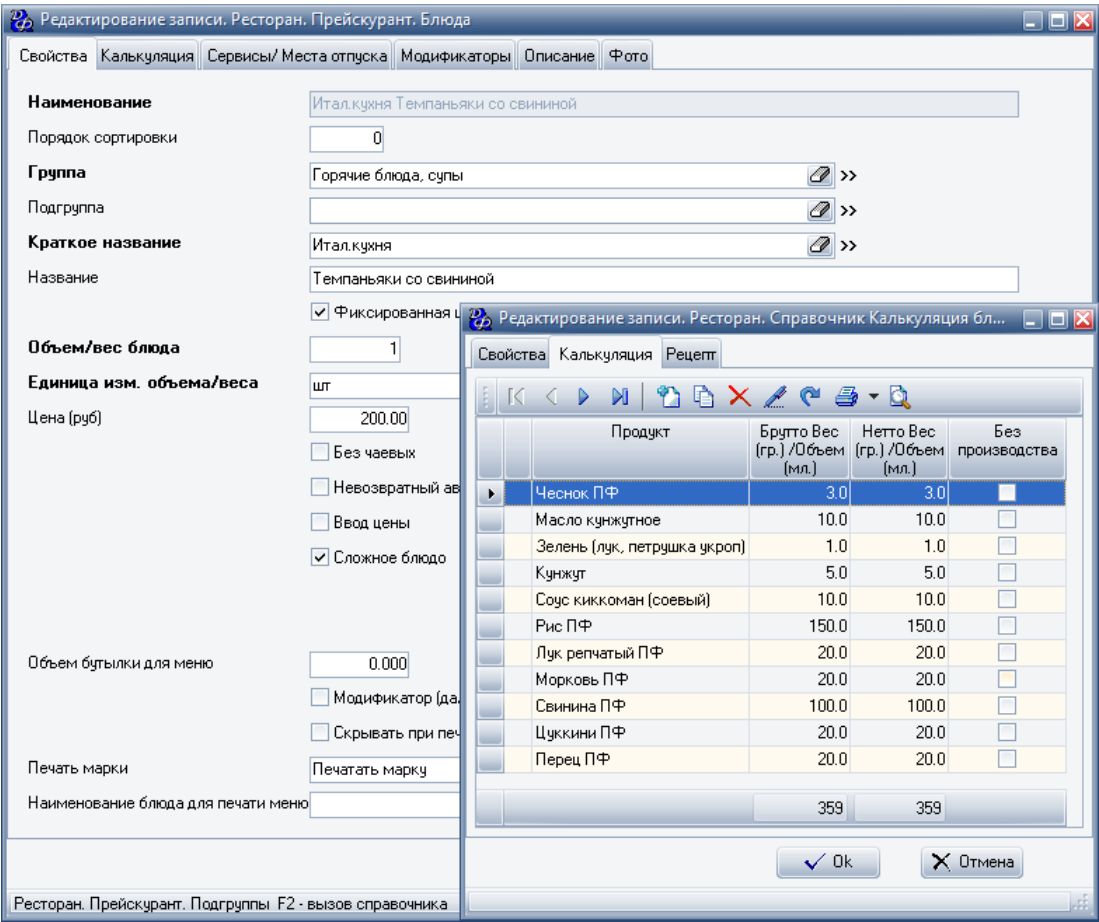 Редактирование записи. Ресторан. Прейскурант. Блюда
Свойства Калькуляция Сервисы/ Места отпуска Модификаторы Описание Фото
Наименование Итал.кухня Темпаньяки со свининой
Порядок сортировки 0
Группа Горячие блюда, супы >>
Подгруппа >>
Краткое название Итал.кухня >>
Название Темпаньяки со свининой
Фиксированная ц
Объем/вес блюда 1
Единица изм. объема/веса шт
Цена (руб) 200.00
Без чаевых
Невозвратный ав
Ввод цены
Сложное блюдо
Объем бутылки для меню 0.000
Модификатор (да
Скрывать при печ
Печать марки Печатать марку
Наименование блюда для печати меню
Ресторан. Прейскурант. Подгруппы F2 - вызов справочника
Редактирование записи. Ресторан. Справочник Калькуляция бл...
Свойства Калькуляция Рецепт
Продукт Брутто Вес (гр.) /Объем (мл.) Нетто Вес (гр.) /Объем (мл.) Без производства
Чеснок ПФ 3.0 3.0
Масло кунжутное 10.0 10.0
Зелень (лук, петрушка укроп) 1.0 1.0
Кунжут 5.0 5.0
Соус киккоман (соевый) 10.0 10.0
Рис ПФ 150.0 150.0
Лук репчатый ПФ 20.0 20.0
Морковь ПФ 20.0 20.0
Свинина ПФ 100.0 100.0
Цуккини ПФ 20.0 20.0
Перец ПФ 20.0 20.0
359 359
Ok Отмена